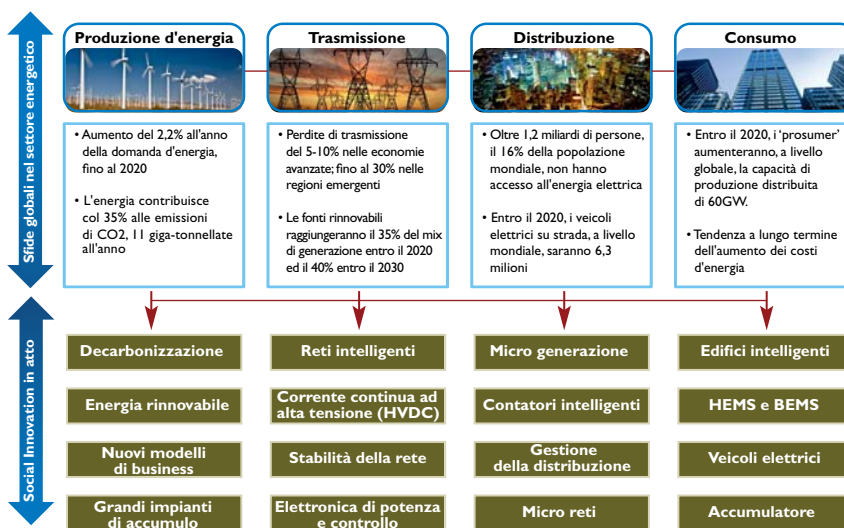 Sfide globali nel settore energetico
Produzione d'energia
• Aumento del 2,2% all'anno
della domanda d'energia,
fino al 2020
• L'energia contribuisce
col 35% alle emissioni
di CO2, 11 giga-tonnellate
all'anno
Trasmissione
• Perdite di trasmissione
del 5-10% nelle economie
avanzate; fino al 30% nelle
regioni emergenti
• Le fonti rinnovabili
raggiungeranno il 35% del mix
di generazione entro il 2020
ed il 40% entro il 2030
Distribuzione
• Oltre 1,2 miliardi di persone,
il 16% della popolazione
mondiale, non hanno
accesso all'energia elettrica
• Entro il 2020, i veicoli
elettrici su strada, a livello
mondiale, saranno 6,3
milioni
Consumo
• Entro il 2020, i 'prosumer'
aumenteranno, a livello
globale, la capacità di
produzione distribuita
di 60GW.
• Tendenza a lungo termine
dell'aumento dei costi
d'energia
Social Innovation in atto
Decarbonizzazione
Energia rinnovabile
Nuovi modelli
di business
Grandi impianti
di accumulo
Reti intelligenti
Corrente continua ad
alta tensione (HVDC)
Stabilità della rete
Elettronica di potenza
e controllo
Micro generazione
Contatori intelligenti
Gestione
della distribuzione
Micro reti
Edifici intelligenti
HEMS e BEMS
Veicoli elettrici
Accumulatore